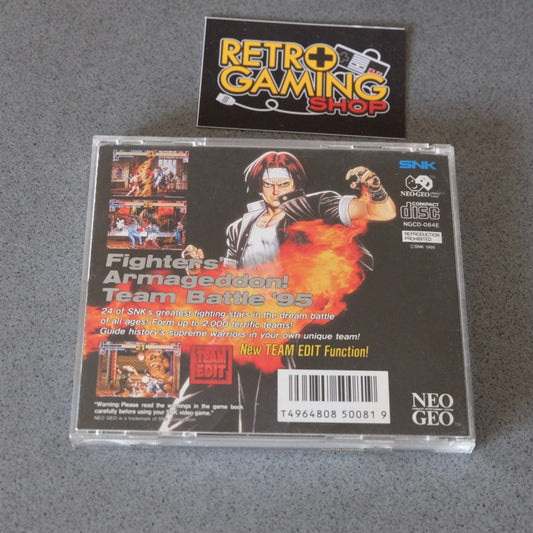 RETRO
GAMING
SHOP
SNK
NEO•GEO
COMPACT
disc
NGCD-084E
REPRODUCTION
PROHIBITED
©SNK 1995
Fighters'
Armageddon!
Team Battle '95
24 of SNK's greatest fighting stars in the dream battle
of all ages! Form up to 2,000 terrific teams!
Guide history's supreme warriors in your own unique team!
New TEAM EDIT Function!
TEAM
EDIT
"Warning: Please read the warnings in the game book
carefully before using your SNK video game."
NEO GEO is a trademark of SNK Corporation
T4964808 50081 9
NEO
GEO